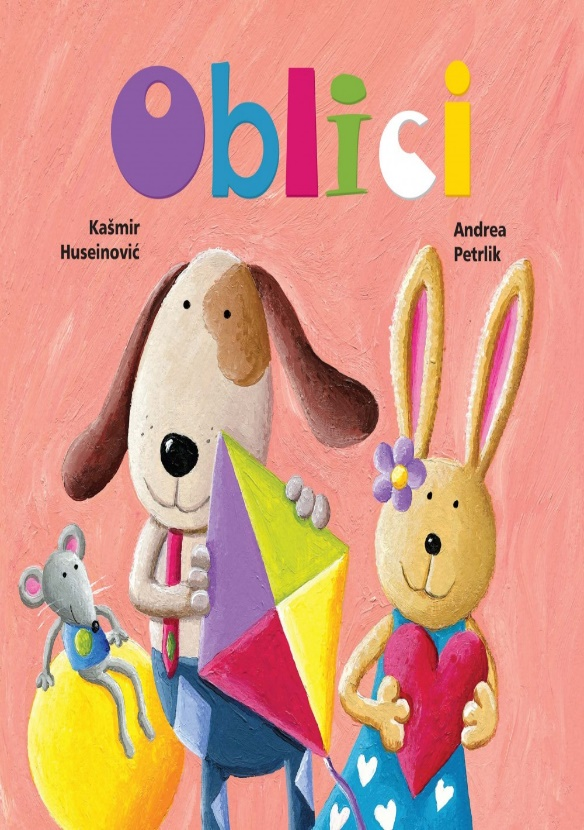 Oblici
Kašmir
Huseinović
Andrea
Petrlik